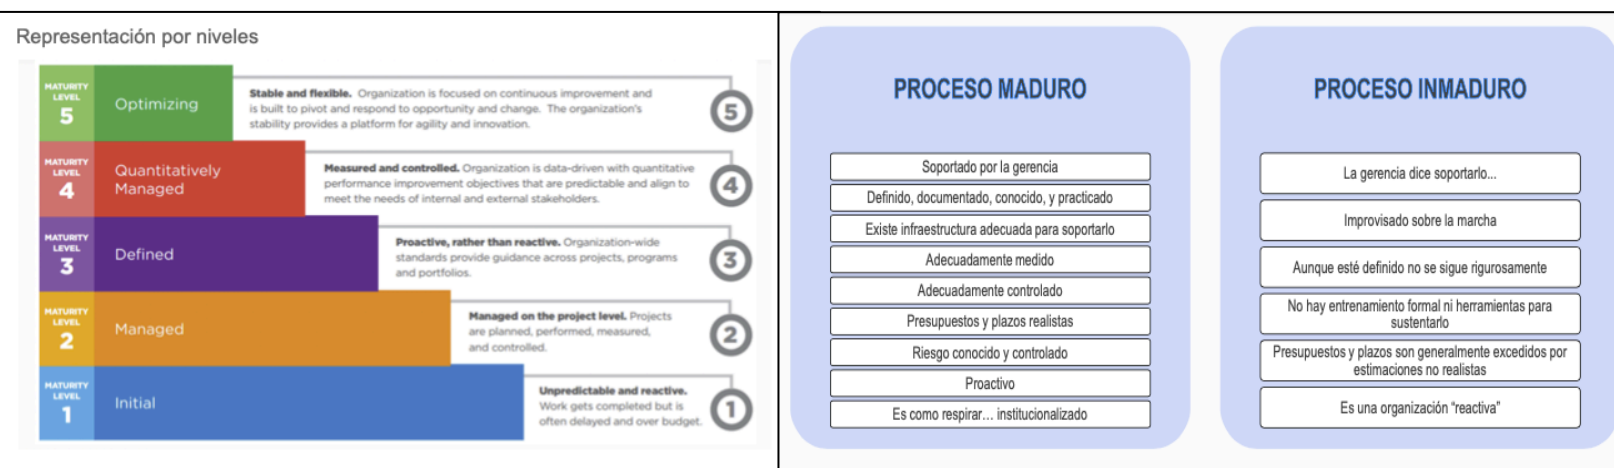 Representación por niveles
MATURITY
LEVEL
5
Optimizing
Stable and flexible. Organization is focused on continuous improvement and
is built to pivot and respond to opportunity and change. The organization's
stability provides a platform for agility and innovation.
5
MATURITY
LEVEL
4
Quantitatively
Managed
Measured and controlled. Organization is data-driven with quantitative
performance improvement objectives that are predictable and align to
meet the needs of internal and external stakeholders.
4
MATURITY
LEVEL
3
Defined
Proactive, rather than reactive. Organization-wide
standards provide guidance across projects, programs
and portfolios.
3
MATURITY
LEVEL
2
Managed
Managed on the project level. Projects
are planned, performed, measured,
and controlled.
2
MATURITY
LEVEL
1
Initial
Unpredictable and reactive.
Work gets completed but is
often delayed and over budget.
1
PROCESO MADURO
Soportado por la gerencia
Definido, documentado, conocido, y practicado
Existe infraestructura adecuada para soportarlo
Adecuadamente medido
Adecuadamente controlado
Presupuestos y plazos realistas
Riesgo conocido y controlado
Proactivo
Es como respirar... institucionalizado
PROCESO INMADURO
La gerencia dice soportarlo...
Improvisado sobre la marcha
Aunque esté definido no se sigue rigurosamente
No hay entrenamiento formal ni herramientas para
sustentarlo
Presupuestos y plazos son generalmente excedidos por
estimaciones no realistas
Es una organización “reactiva”